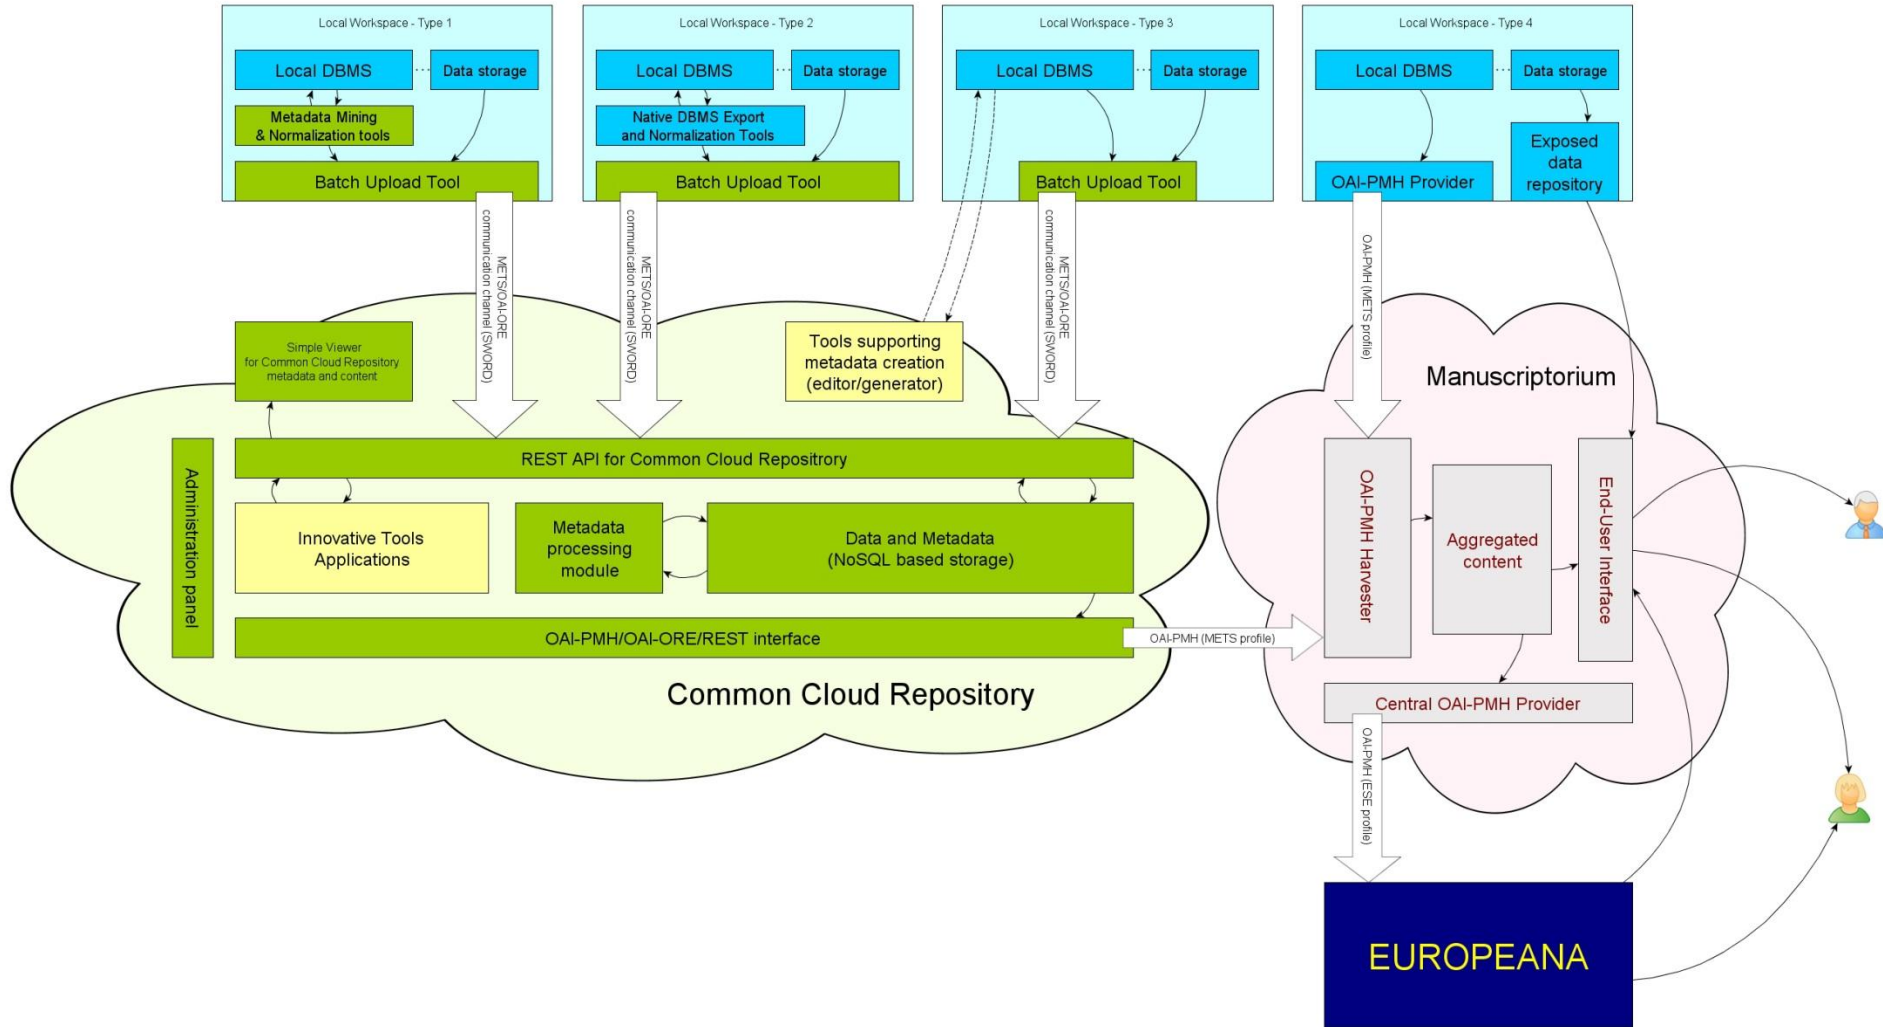 Local Workspace - Type 1
Local DBMS
Data storage
Metadata Mining
& Normalization tools
Batch Upload Tool
Local Workspace - Type 2
Local DBMS
Data storage
Native DBMS Export
and Normalization Tools
Batch Upload Tool
Local Workspace - Type 3
Local DBMS
Data storage
Batch Upload Tool
Local Workspace - Type 4
Local DBMS
Data storage
OAI-PMH Provider
Exposed
data
repository
METS/OAI-ORE
communication channel (SWORD)
METS/OAI-ORE
communication channel (SWORD)
METS/OAI-ORE
communication channel (SWORD)
OAI-PMH (METS profile)
Simple Viewer
for Common Cloud Repository
metadata and content
Tools supporting
metadata creation
(editor/generator)
Administration panel
REST API for Common Cloud Repositrory
Innovative Tools
Applications
Metadata
processing
module
Data and Metadata
(NoSQL based storage)
OAI-PMH/OAI-ORE/REST interface
Common Cloud Repository
OAI-PMH (METS profile)
Manuscriptorium
OAI-PMH Harvester
Aggregated
content
End-User Interface
Central OAI-PMH Provider
OAI-PMH (ESE profile)
EUROPEANA